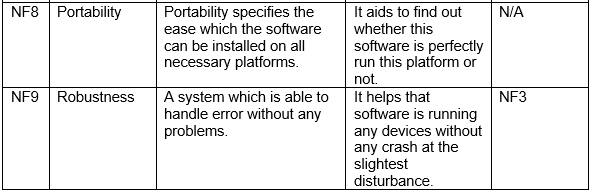 NF8 Portability Portability specifies the It aids to find out N/A
ease which the software whether this
can be installed on all software is perfectly
necessary platforms. run this platform or
not.
NF9 Robustness A system which is able to It helps that NF3
handle error without any software is running
problems. any devices without
any crash at the
slightest
disturbance.